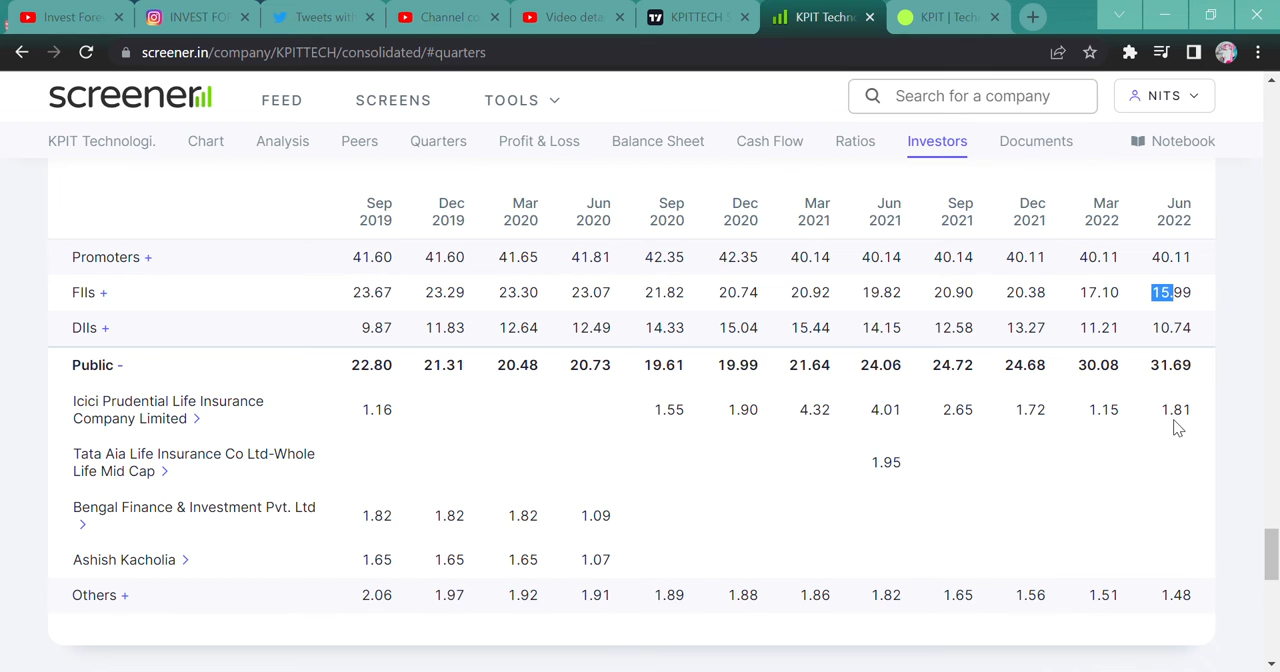 Invest Fore
INVEST FO
Tweets with
Channel co
Video deta
KPITTECH
KPIT Techn
KPIT | Tech
screener.in/company/KPITTECH/consolidated/#quarters
screener
FEED
SCREENS
TOOLS
Search for a company
NITS
KPIT Technologi. Chart Analysis Peers Quarters Profit & Loss Balance Sheet Cash Flow Ratios Investors Documents Notebook
Sep 2019 Dec 2019 Mar 2020 Jun 2020 Sep 2020 Dec 2020 Mar 2021 Jun 2021 Sep 2021 Dec 2021 Mar 2022 Jun 2022
Promoters + 41.60 41.60 41.65 41.81 42.35 42.35 40.14 40.14 40.14 40.11 40.11 40.11
FIIs + 23.67 23.29 23.30 23.07 21.82 20.74 20.92 19.82 20.90 20.38 17.10 15.99
DIIs + 9.87 11.83 12.64 12.49 14.33 15.04 15.44 14.15 12.58 13.27 11.21 10.74
Public - 22.80 21.31 20.48 20.73 19.61 19.99 21.64 24.06 24.72 24.68 30.08 31.69
Icici Prudential Life Insurance
Company Limited > 1.16 1.55 1.90 4.32 4.01 2.65 1.72 1.15 1.81
Tata Aia Life Insurance Co Ltd-Whole
Life Mid Cap > 1.95
Bengal Finance & Investment Pvt. Ltd
> 1.82 1.82 1.82 1.09
Ashish Kacholia > 1.65 1.65 1.65 1.07
Others + 2.06 1.97 1.92 1.91 1.89 1.88 1.86 1.82 1.65 1.56 1.51 1.48